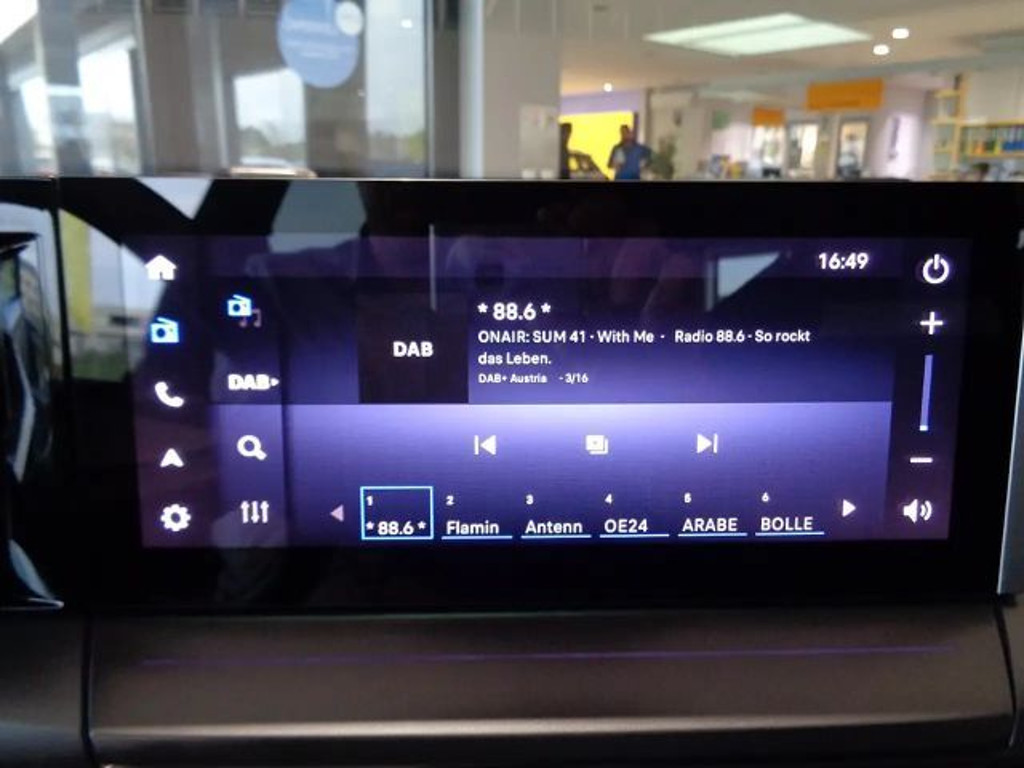 16:49
* 88.6 *
ONAIR: SUM 41 - With Me - Radio 88.6 - So rockt
das Leben.
DAB+ Austria - 3/16
DAB
DAB+
1 2 3 4 5 6
* 88.6 * Flamin Antenn OE24 ARABE BOLLE